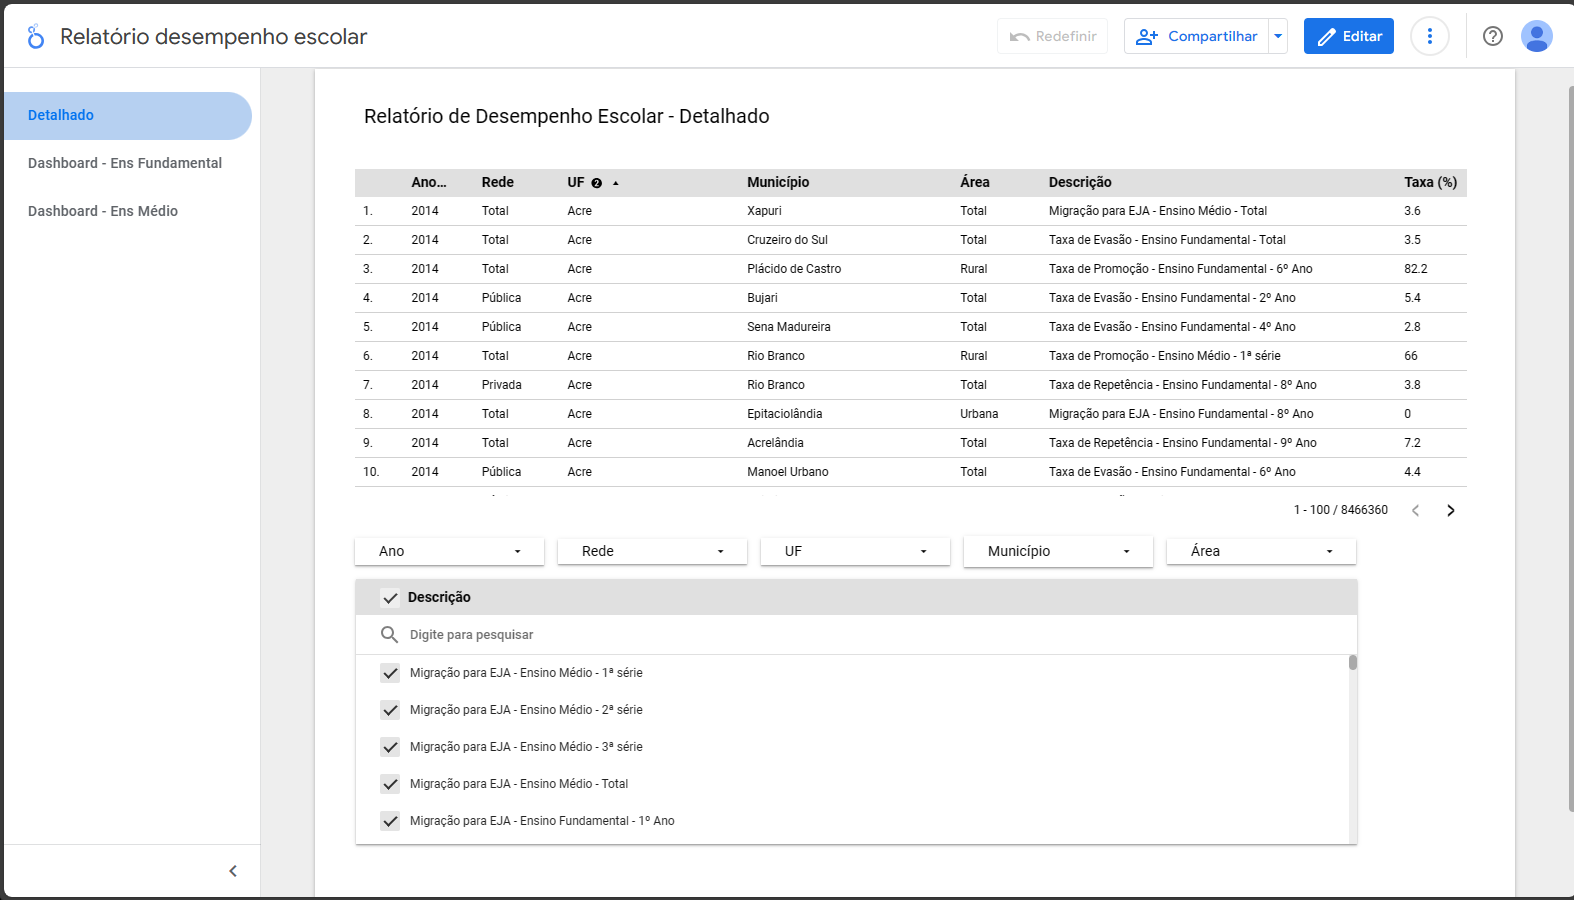 Relatório desempenho escolar
Redefinir
Compartilhar
Editar
Detalhado
Dashboard - Ens Fundamental
Dashboard - Ens Médio
Relatório de Desempenho Escolar - Detalhado
Ano... Rede UF 2 Município Área Descrição Taxa (%)
1. 2014 Total Acre Xapuri Total Migração para EJA - Ensino Médio - Total 3.6
2. 2014 Total Acre Cruzeiro do Sul Total Taxa de Evasão - Ensino Fundamental - Total 3.5
3. 2014 Total Acre Plácido de Castro Rural Taxa de Promoção - Ensino Fundamental - 6º Ano 82.2
4. 2014 Pública Acre Bujari Total Taxa de Evasão - Ensino Fundamental - 2º Ano 5.4
5. 2014 Pública Acre Sena Madureira Total Taxa de Evasão - Ensino Fundamental - 4º Ano 2.8
6. 2014 Total Acre Rio Branco Rural Taxa de Promoção - Ensino Médio - 1ª série 66
7. 2014 Privada Acre Rio Branco Total Taxa de Repetência - Ensino Fundamental - 8º Ano 3.8
8. 2014 Total Acre Epitaciolândia Urbana Migração para EJA - Ensino Fundamental - 8º Ano 0
9. 2014 Total Acre Acrelândia Total Taxa de Repetência - Ensino Fundamental - 9º Ano 7.2
10. 2014 Pública Acre Manoel Urbano Total Taxa de Evasão - Ensino Fundamental - 6º Ano 4.4
1 - 100 / 8466360
Ano Rede UF Município Área
Descrição
Digite para pesquisar
Migração para EJA - Ensino Médio - 1ª série
Migração para EJA - Ensino Médio - 2ª série
Migração para EJA - Ensino Médio - 3ª série
Migração para EJA - Ensino Médio - Total
Migração para EJA - Ensino Fundamental - 1º Ano